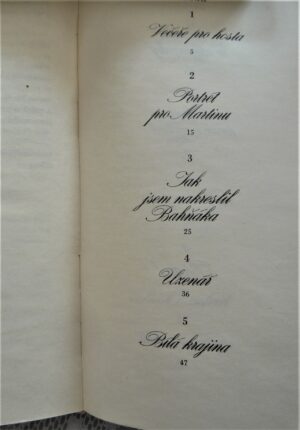 1
Večeře pro hosta
5
2
Portrét
pro Martinu
15
3
Jak
jsem nakreslil
Bahňáka
25
4
Uzenář
36
5
Bílá krajina
47